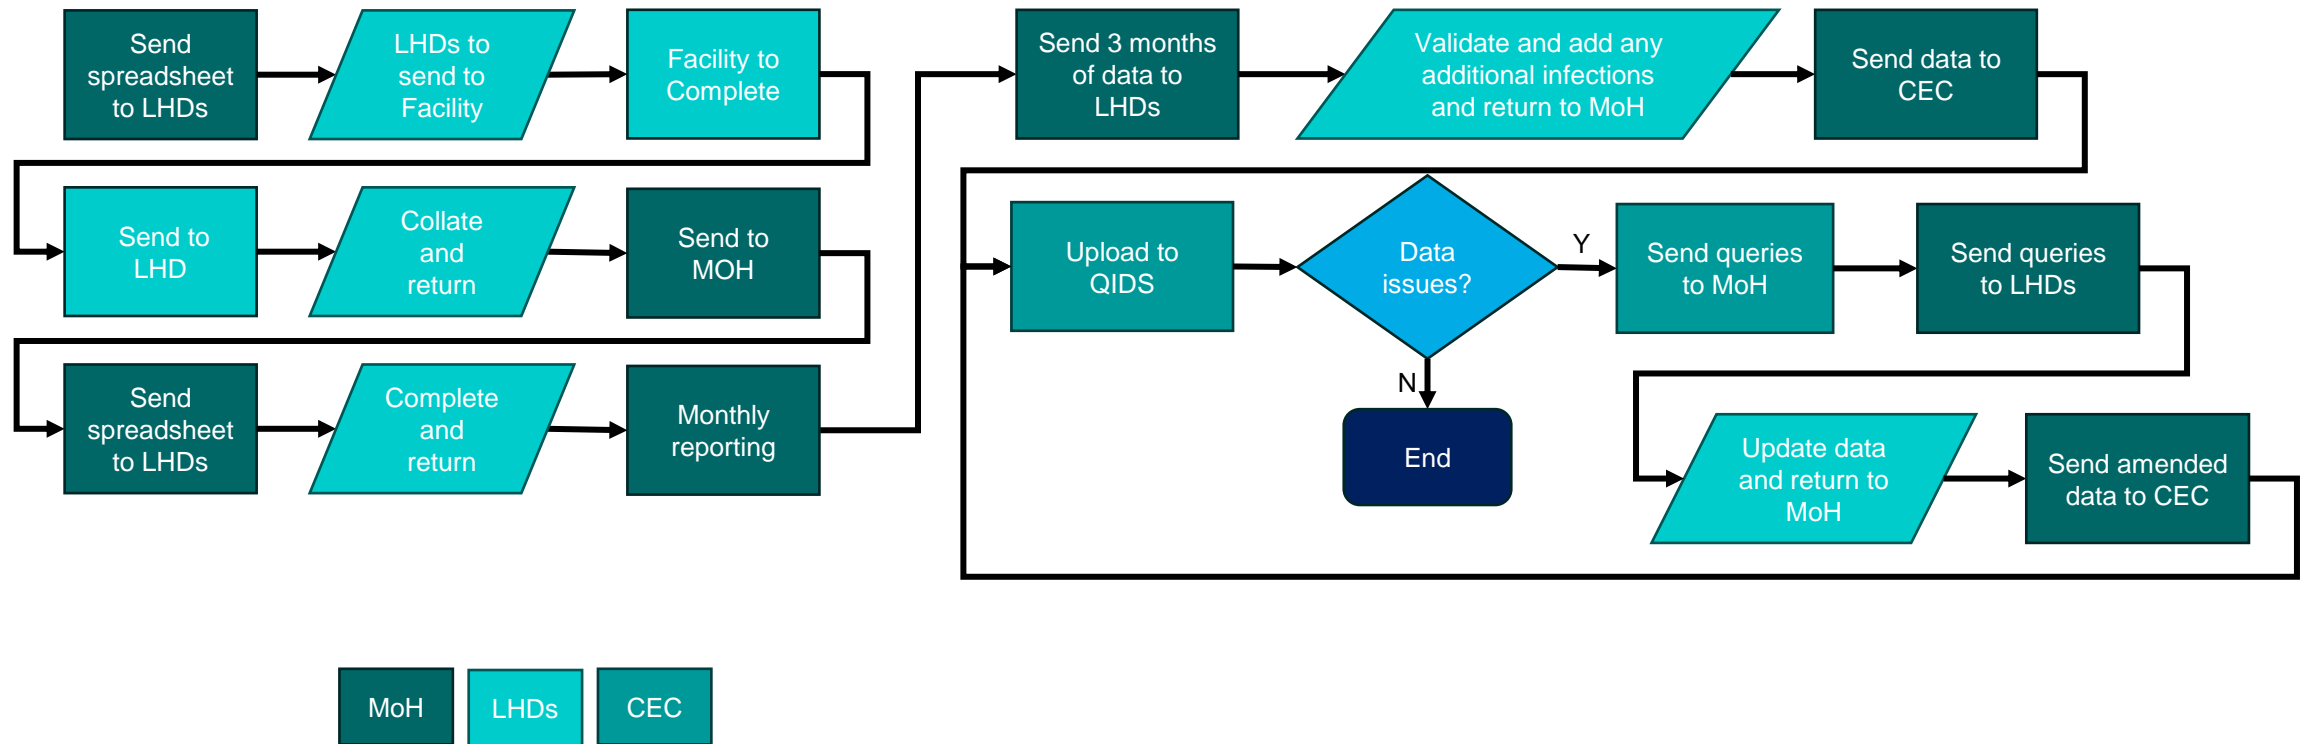 Send
spreadsheet
to LHDs
LHDs to
send to
Facility
Facility to
Complete
Send to
LHD
Collate
and
return
Send to
MOH
Send
spreadsheet
to LHDs
Complete
and
return
Monthly
reporting
Send 3 months
of data to
LHDs
Validate and add any
additional infections
and return to MoH
Send data to
CEC
Upload to
QIDS
Data
issues?
Y
N
End
Send queries
to MoH
Send queries
to LHDs
Update data
and return to
MoH
Send amended
data to CEC
MoH
LHDs
CEC